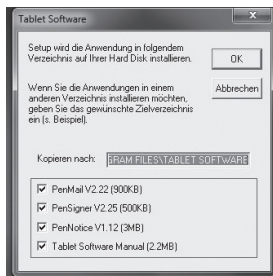 Tablet Software
Setup wird die Anwendung in folgendem
Verzeichnis auf Ihrer Hard Disk installieren.
OK
Wenn Sie die Anwendungen in einem
anderen Verzeichnis installieren möchten,
geben Sie das gewünschte Zielverzeichnis
ein (s. Beispiel).
Abbrechen
Kopieren nach: GRAM FILES\TABLET SOFTWARE
PenMail V2.22 (900KB)
PenSigner V2.25 (500KB)
PenNotice V1.12 (3MB)
Tablet Software Manual (2.2MB)